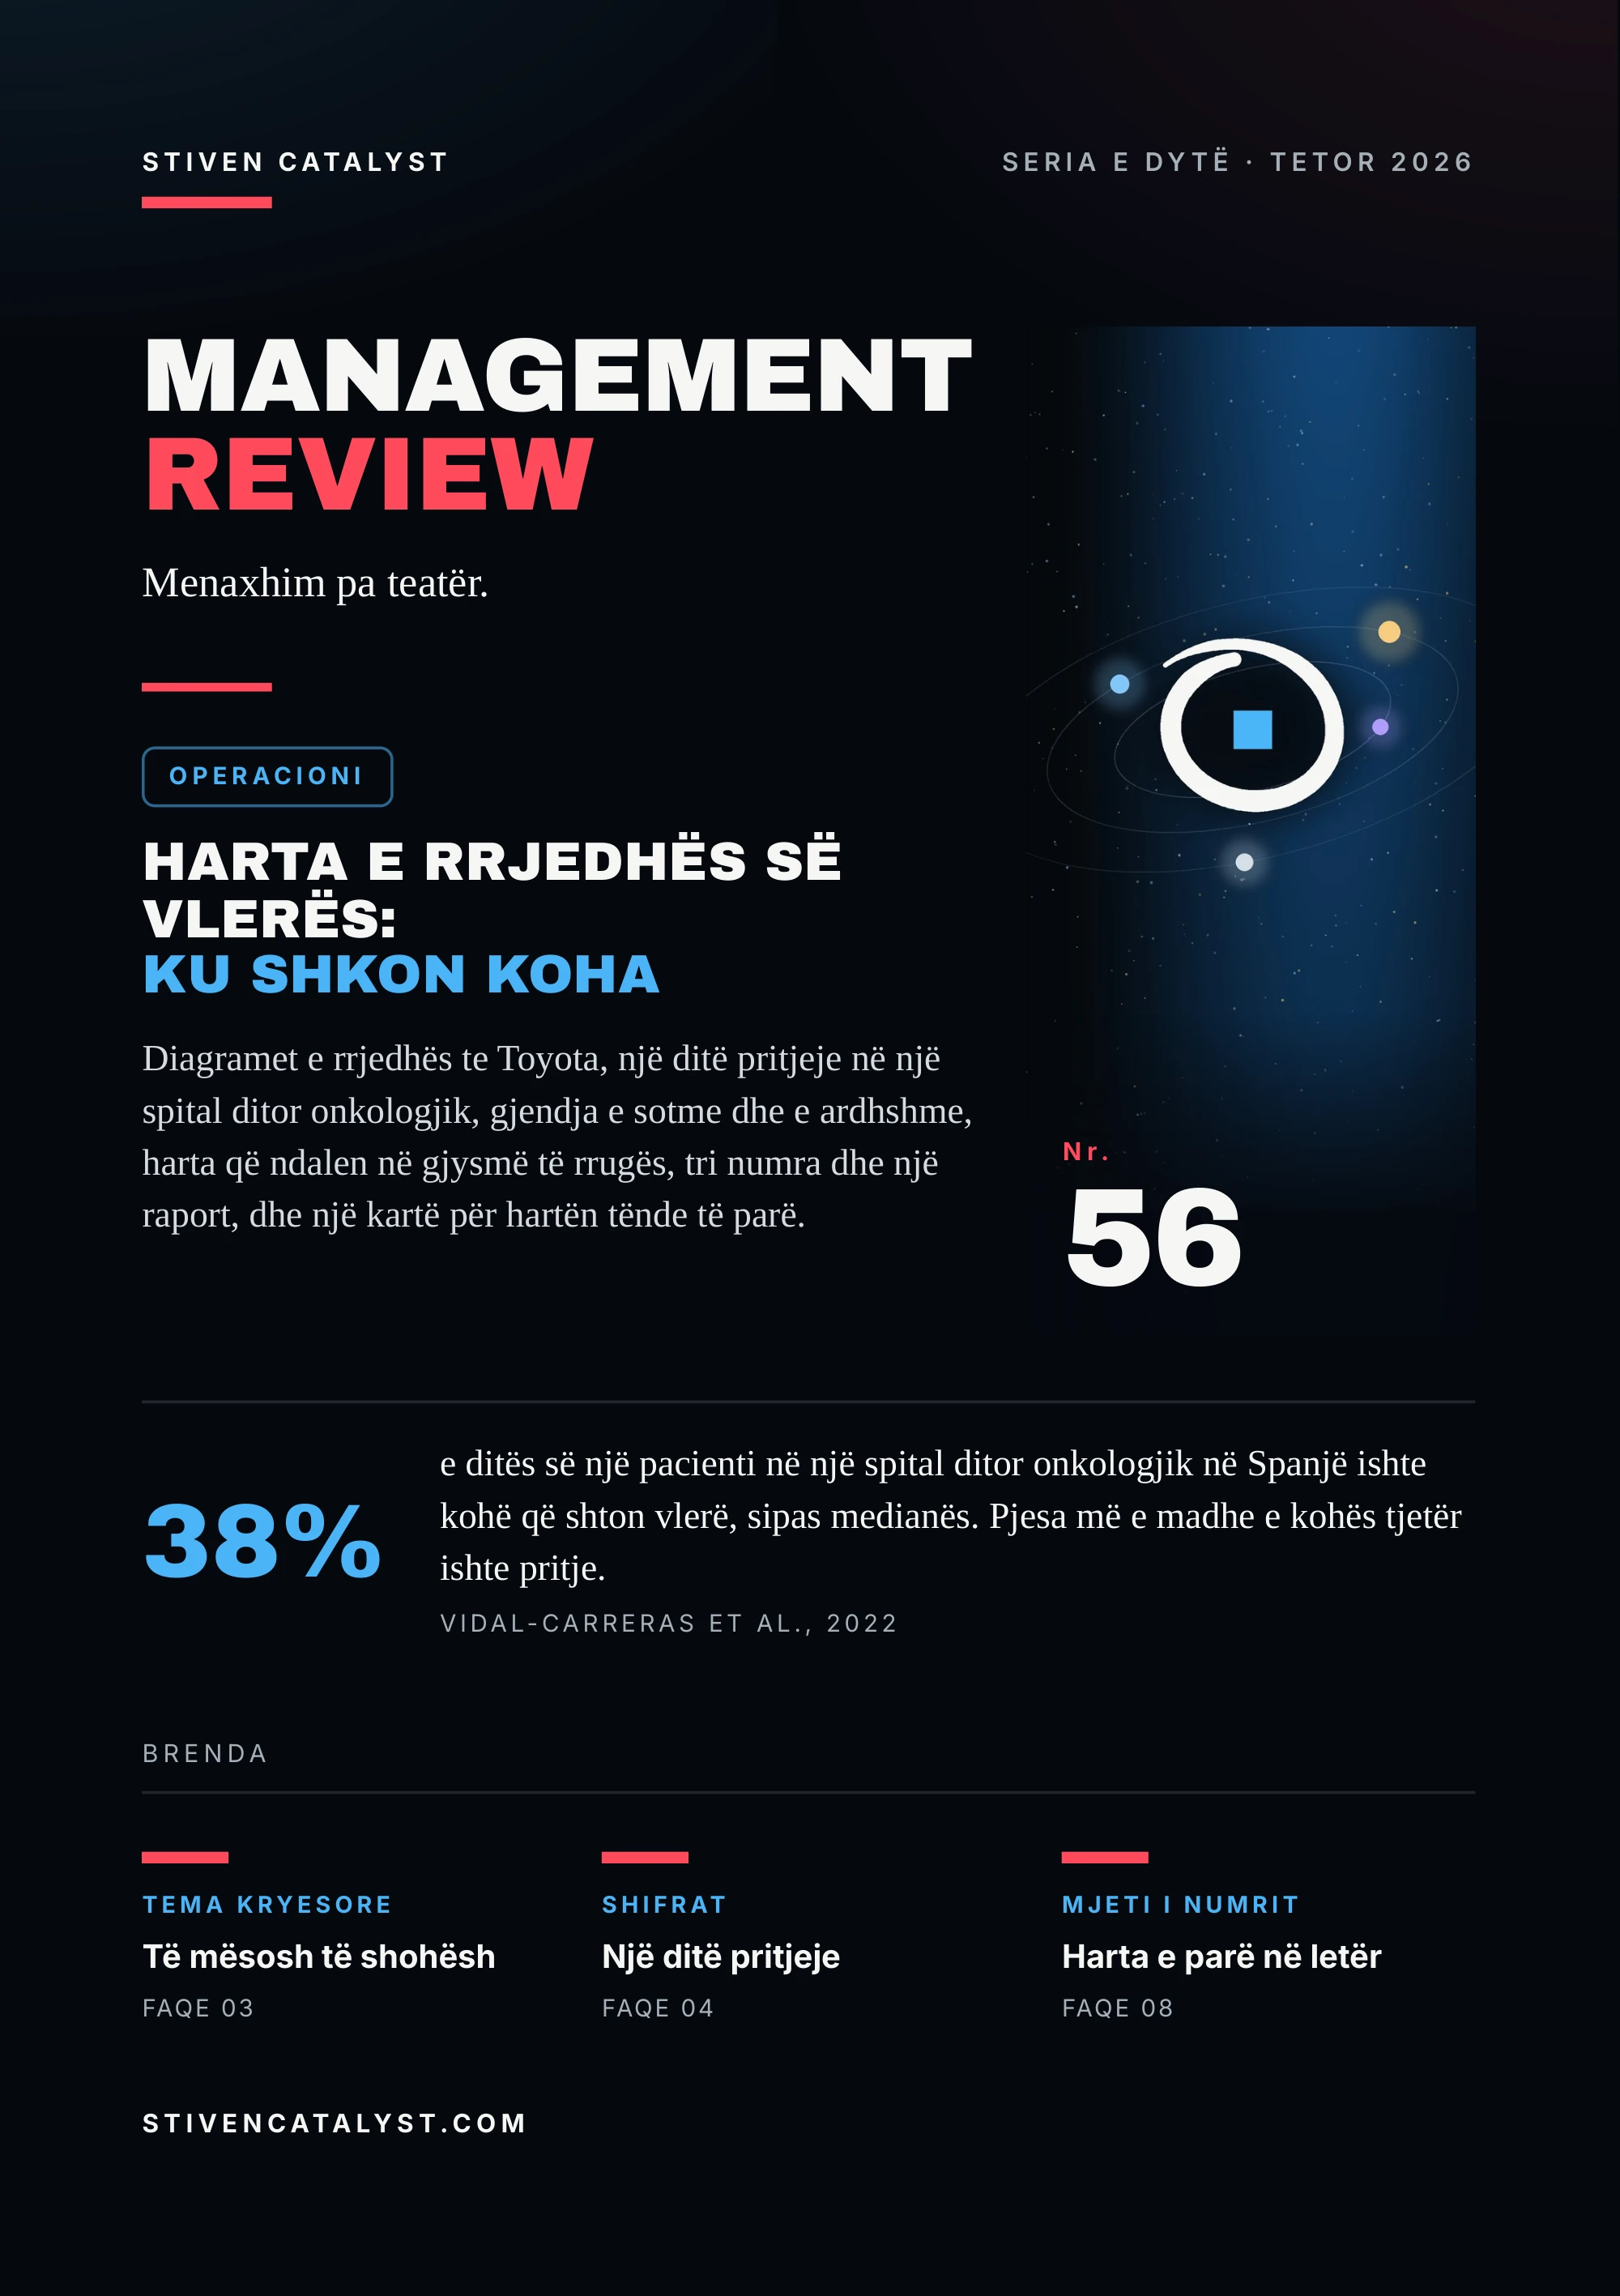 STIVEN CATALYST
SERIA E DYTË · TETOR 2026
MANAGEMENT
REVIEW
Menaxhim pa teatër.
OPERACIONI
HARTA E RRJEDHËS SË
VLERËS:
KU SHKON KOHA
Diagramet e rrjedhës te Toyota, një ditë pritjeje në një
spital ditor onkologjik, gjendja e sotme dhe e ardhshme,
harta që ndalen në gjysmë të rrugës, tri numra dhe një
raport, dhe një kartë për hartën tënde të parë.
Nr.
56
38%
e ditës së një pacienti në një spital ditor onkologjik në Spanjë ishte
kohë që shton vlerë, sipas medianës. Pjesa më e madhe e kohës tjetër
ishte pritje.
VIDAL-CARRERAS ET AL., 2022
BRENDA
TEMA KRYESORE
Të mësosh të shohësh
FAQE 03
SHIFRAT
Një ditë pritjeje
FAQE 04
MJETI I NUMRIT
Harta e parë në letër
FAQE 08
STIVENCATALYST.COM